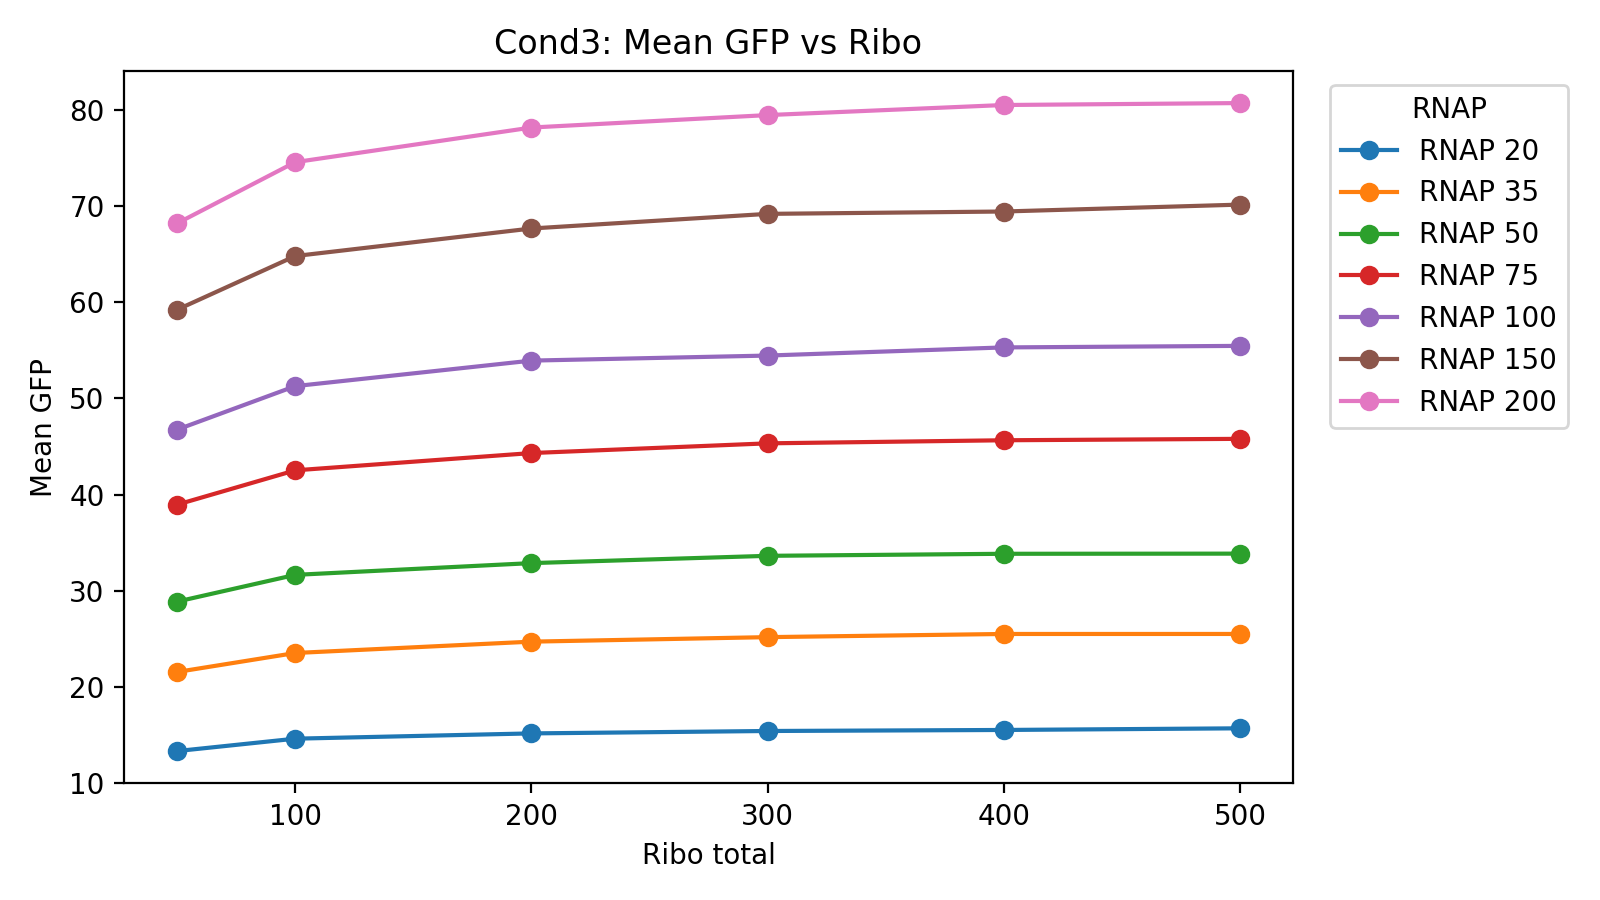 Cond3: Mean GFP vs Ribo
Mean GFP
80
70
60
50
40
30
20
10
100 200 300 400 500
Ribo total
RNAP
RNAP 20
RNAP 35
RNAP 50
RNAP 75
RNAP 100
RNAP 150
RNAP 200